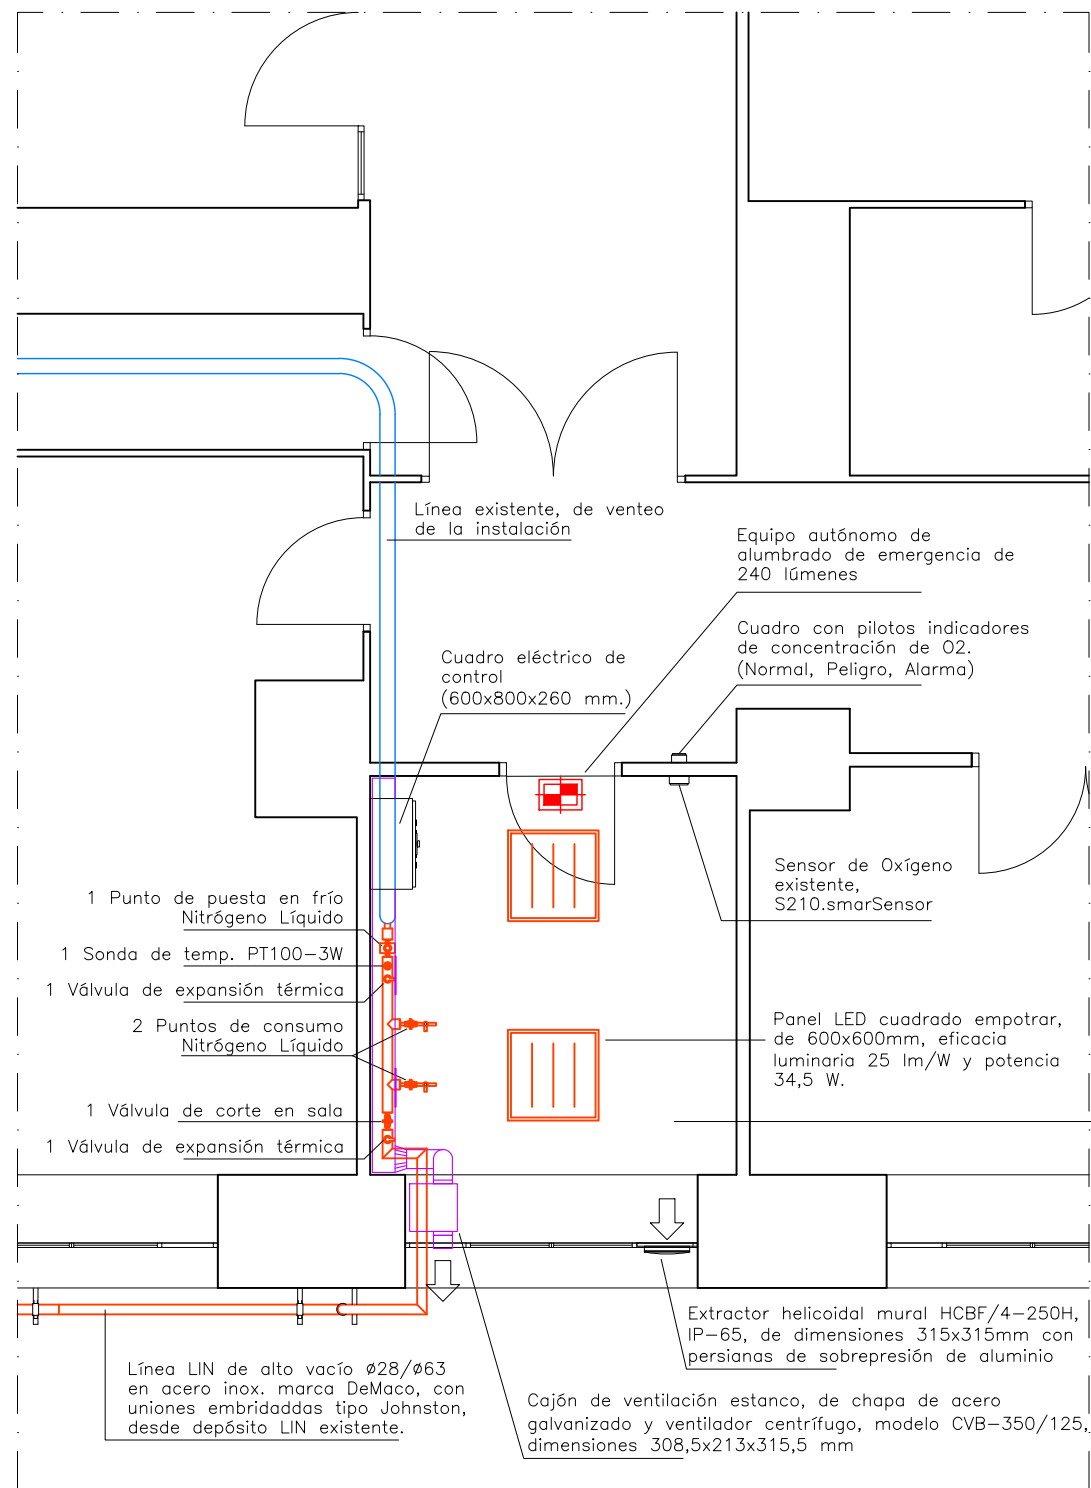 Línea existente, de venteo
de la instalación
Equipo autónomo de
alumbrado de emergencia de
240 lúmenes
Cuadro con pilotos indicadores
de concentración de O2.
(Normal, Peligro, Alarma)
Cuadro eléctrico de
control
(600x800x260 mm.)
Sensor de Oxígeno
existente,
S210.smarSensor
1 Punto de puesta en frío
Nitrógeno Líquido
1 Sonda de temp. PT100-3W
1 Válvula de expansión térmica
2 Puntos de consumo
Nitrógeno Líquido
1 Válvula de corte en sala
1 Válvula de expansión térmica
Panel LED cuadrado empotrar,
de 600x600mm, eficacia
luminaria 25 lm/W y potencia
34,5 W.
Extractor helicoidal mural HCBF/4-250H,
IP-65, de dimensiones 315x315mm con
persianas de sobrepresión de aluminio
Línea LIN de alto vacío ø28/ø63
en acero inox. marca DeMaco, con
uniones embridaddas tipo Johnston,
desde depósito LIN existente.
Cajón de ventilación estanco, de chapa de acero
galvanizado y ventilador centrífugo, modelo CVB-350/125,
dimensiones 308,5x213x315,5 mm